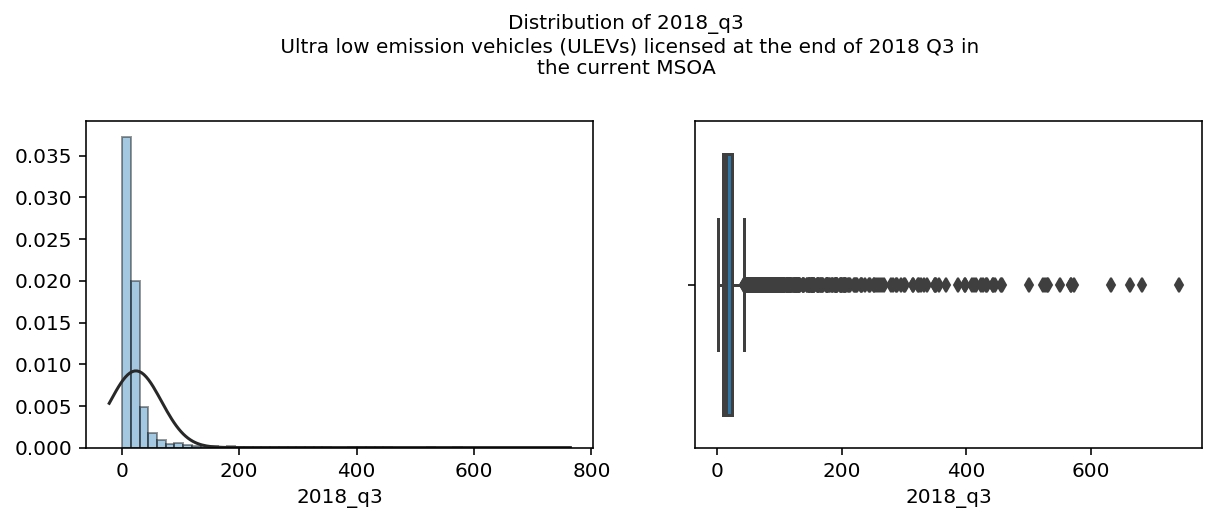 Distribution of 2018_q3
Ultra low emission vehicles (ULEVs) licensed at the end of 2018 Q3 in
the current MSOA
0.035
0.030
0.025
0.020
0.015
0.010
0.005
0.000
0 200 400 600 800
2018_q3
0 200 400 600
2018_q3